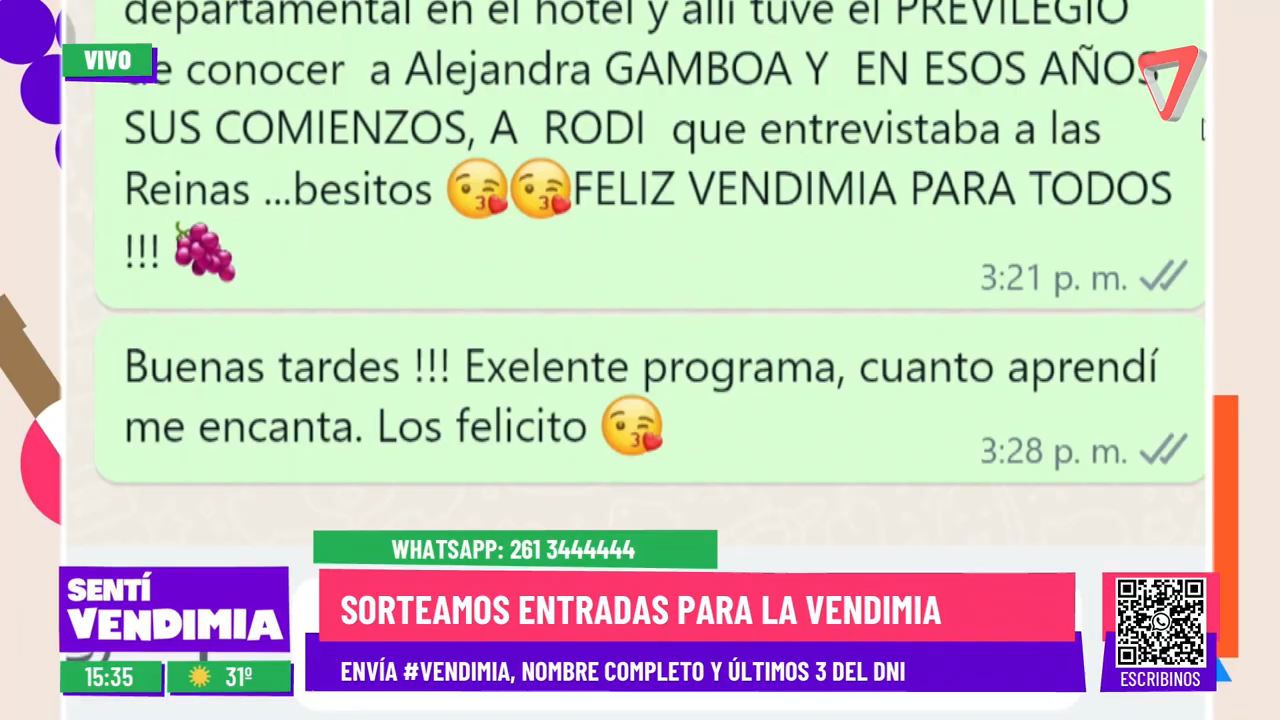 departamental en el hotel y allí tuve el PREVILEGIO
VIVO
de conocer  a Alejandra GAMBOA Y  EN ESOS AÑOS
SUS COMIENZOS, A  RODI  que entrevistaba a las
Reinas ...besitos 😘😘FELIZ VENDIMIA PARA TODOS
!!! 🍇
3:21 p. m.
Buenas tardes !!! Exelente programa, cuanto aprendí
me encanta. Los felicito 😘
3:28 p. m.
WHATSAPP: 261 3444444
SENTÍ
VENDIMIA
SORTEAMOS ENTRADAS PARA LA VENDIMIA
ENVÍA #VENDIMIA, NOMBRE COMPLETO Y ÚLTIMOS 3 DEL DNI
15:35
31º
ESCRIBINOS